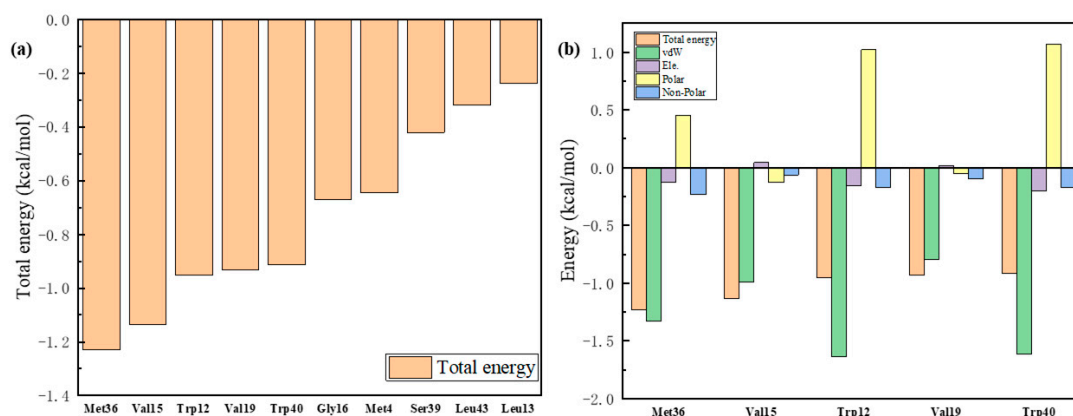 (a)
Total energy (kcal/mol)
0.0
−0.2
−0.4
−0.6
−0.8
−1.0
−1.2
−1.4
Total energy
Met36 Val15 Trp12 Val19 Trp40 Gly16 Met4 Ser39 Leu43 Leu13
(b)
Energy (kcal/mol)
1.0
0.5
0.0
−0.5
−1.0
−1.5
−2.0
Total energy
vdW
Ele.
Polar
Non-Polar
Met36 Val15 Trp12 Val19 Trp40